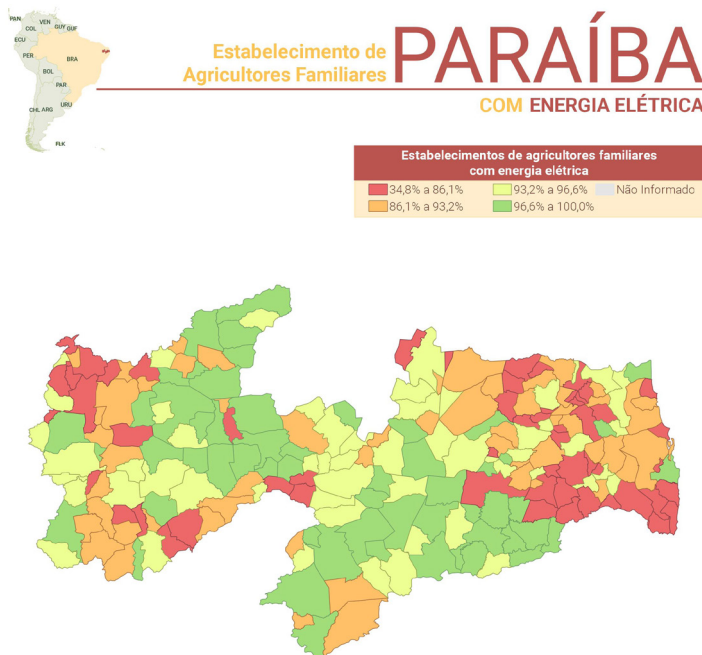 PAN
VEN
COL
GUY GUF
ECU
PER
BRA
BOL
PAR
CHL ARG
URU
FLK
Estabelecimento de
Agricultores Familiares
PARAÍBA
COM ENERGIA ELÉTRICA
Estabelecimentos de agricultores familiares
com energia elétrica
34,8% a 86,1%
93,2% a 96,6%
Não Informado
86,1% a 93,2%
96,6% a 100,0%